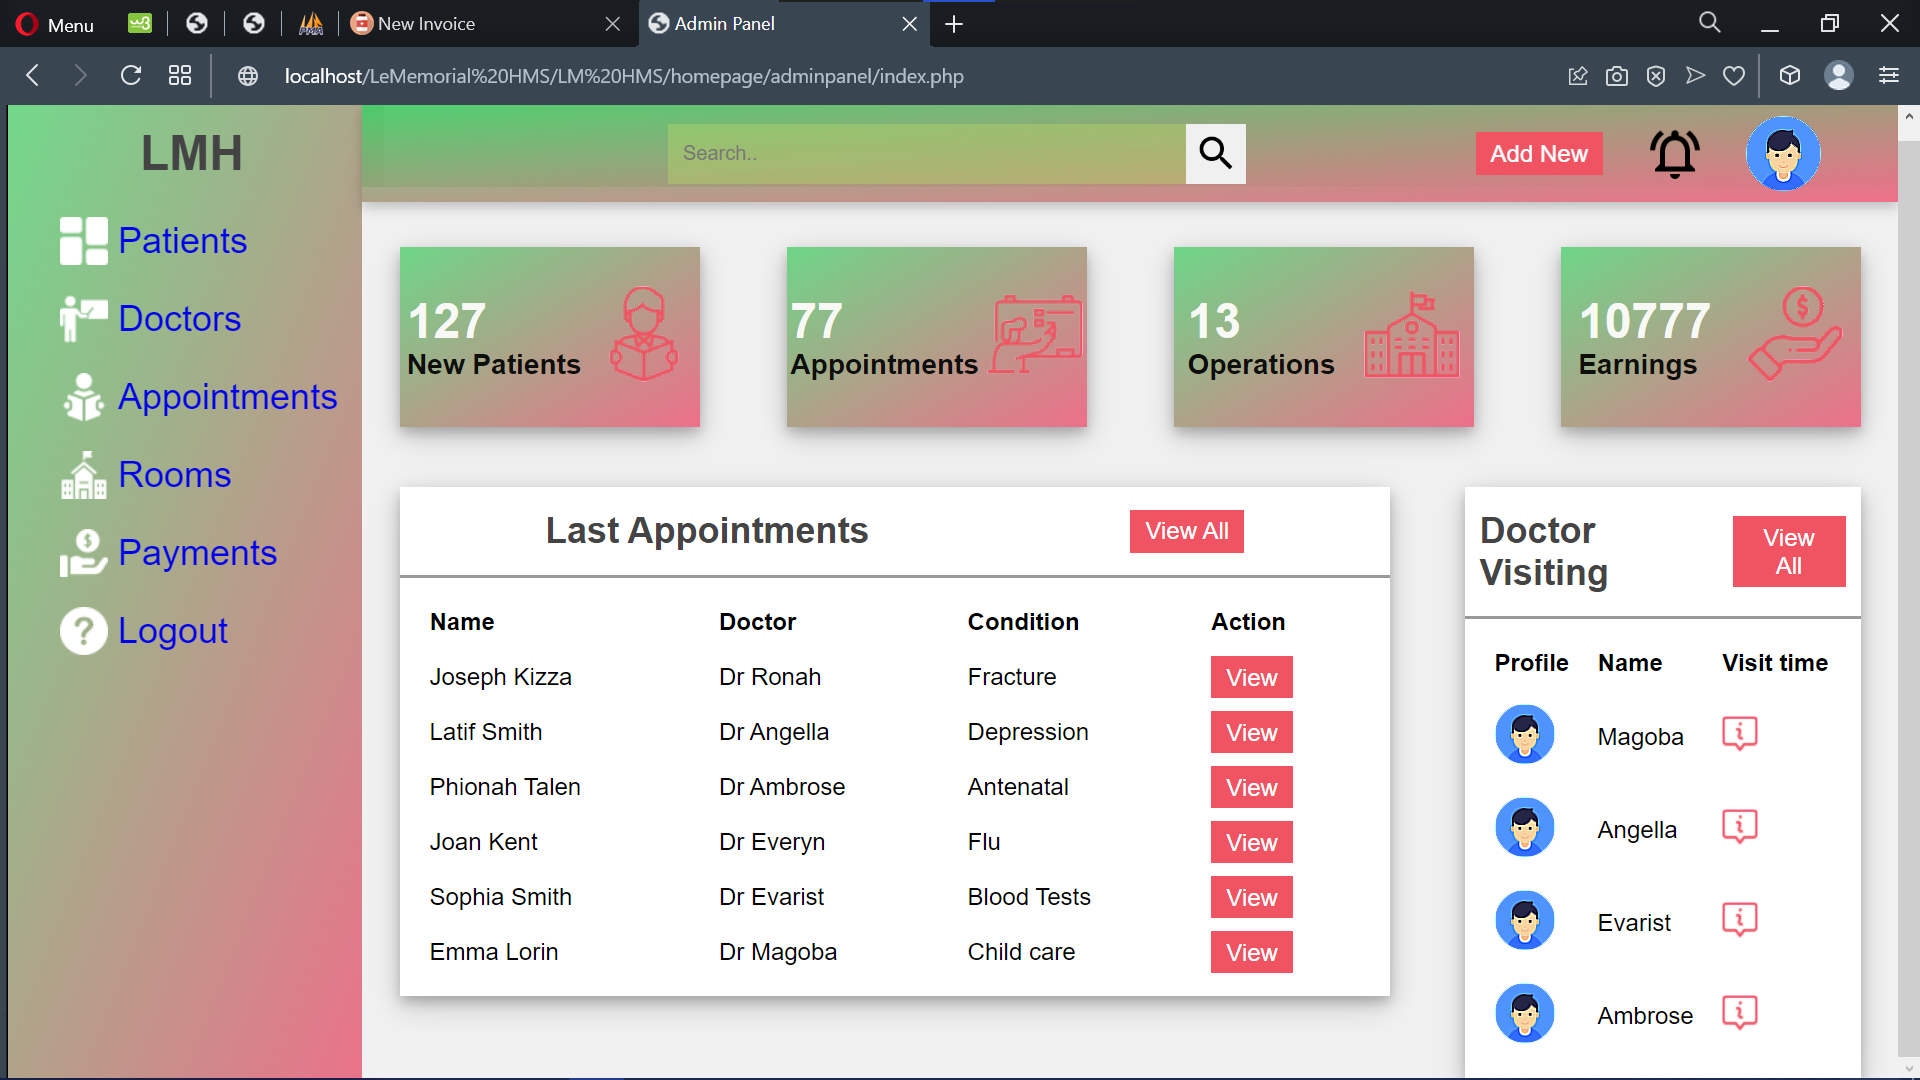 Menu
New Invoice
Admin Panel
localhost/LeMemorial%20HMS/LM%20HMS/homepage/adminpanel/index.php
LMH
Search..
Add New
Patients
Doctors
Appointments
Rooms
Payments
Logout
127
New Patients
77
Appointments
13
Operations
10777
Earnings
Last Appointments View All
Name Doctor Condition Action
Joseph Kizza Dr Ronah Fracture View
Latif Smith Dr Angella Depression View
Phionah Talen Dr Ambrose Antenatal View
Joan Kent Dr Everyn Flu View
Sophia Smith Dr Evarist Blood Tests View
Emma Lorin Dr Magoba Child care View
Doctor
Visiting
View
All
Profile Name Visit time
Magoba
Angella
Evarist
Ambrose